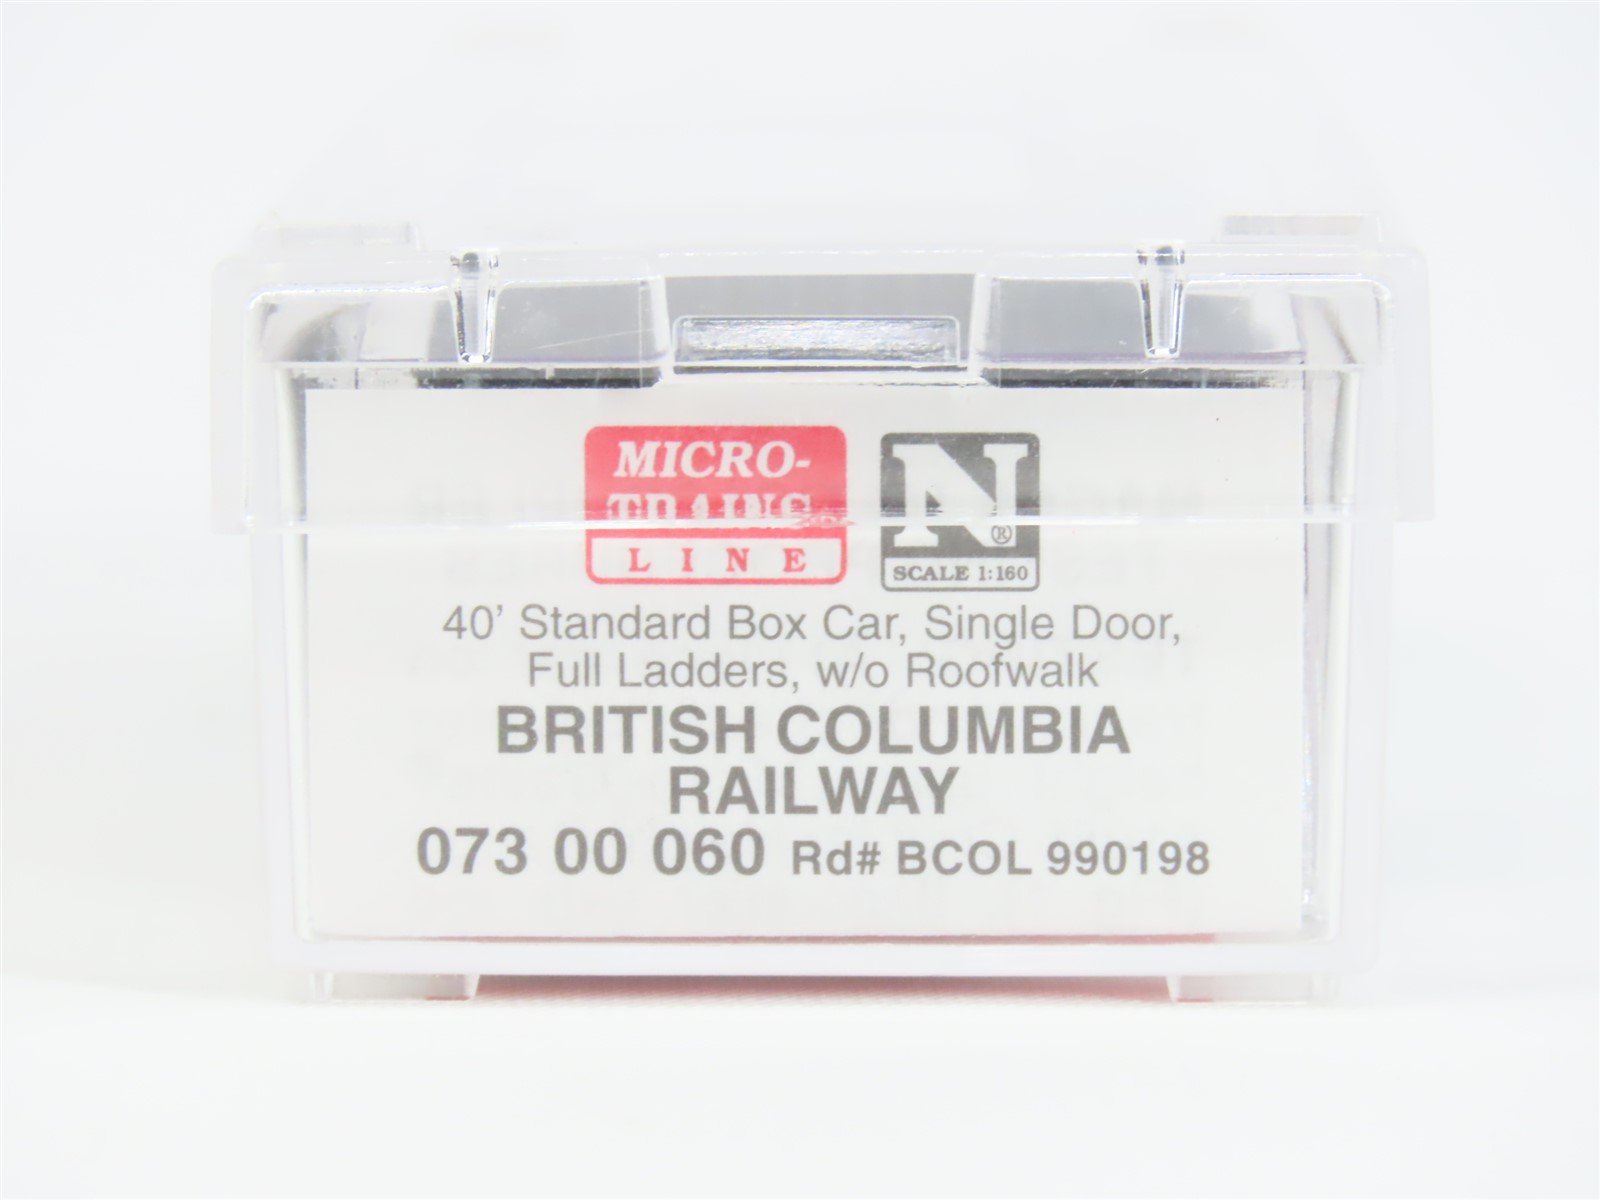 MICRO-
TRAINS
LINE
N®
SCALE 1:160
40' Standard Box Car, Single Door,
Full Ladders, w/o Roofwalk
BRITISH COLUMBIA
RAILWAY
073 00 060 Rd# BCOL 990198